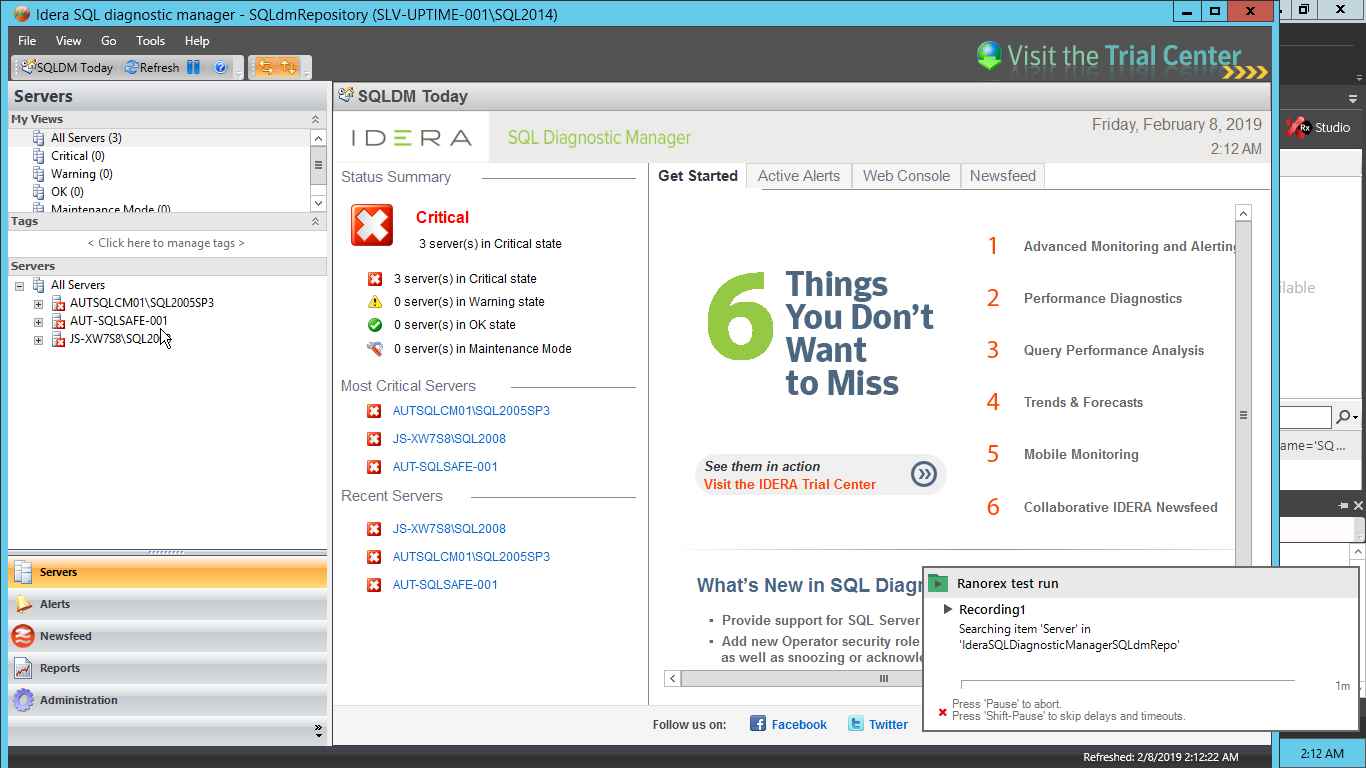 Idera SQL diagnostic manager - SQLdmRepository (SLV-UPTIME-001\SQL2014)
File View Go Tools Help
SQLDM Today Refresh
Visit the Trial Center
Servers
My Views
All Servers (3)
Critical (0)
Warning (0)
OK (0)
Maintenance Mode (0)
Tags
< Click here to manage tags >
Servers
All Servers
AUTSQLCM01\SQL2005SP3
AUT-SQLSAFE-001
JS-XW7S8\SQL20
Servers
Alerts
Newsfeed
Reports
Administration
SQLDM Today
IDERA SQL Diagnostic Manager
Friday, February 8, 2019
2:12 AM
Status Summary
Critical
3 server(s) in Critical state
3 server(s) in Critical state
0 server(s) in Warning state
0 server(s) in OK state
0 server(s) in Maintenance Mode
Most Critical Servers
AUTSQLCM01\SQL2005SP3
JS-XW7S8\SQL2008
AUT-SQLSAFE-001
Recent Servers
JS-XW7S8\SQL2008
AUTSQLCM01\SQL2005SP3
AUT-SQLSAFE-001
Get Started Active Alerts Web Console Newsfeed
6 Things
You Don't
Want
to Miss
See them in action
Visit the IDERA Trial Center
1 Advanced Monitoring and Alerting
2 Performance Diagnostics
3 Query Performance Analysis
4 Trends & Forecasts
5 Mobile Monitoring
6 Collaborative IDERA Newsfeed
What's New in SQL Diagn
Provide support for SQL Server
Add new Operator security role
as well as snoozing or acknowle
Follow us on: Facebook Twitter
Refreshed: 2/8/2019 2:12:22 AM
Rx Studio
ilable
ame='SQ...
Ranorex test run
Recording1
Searching item 'Server' in
'IderaSQLDiagnosticManagerSQLdmRepo'
1m
Press 'Pause' to abort.
Press 'Shift-Pause' to skip delays and timeouts.
2:12 AM